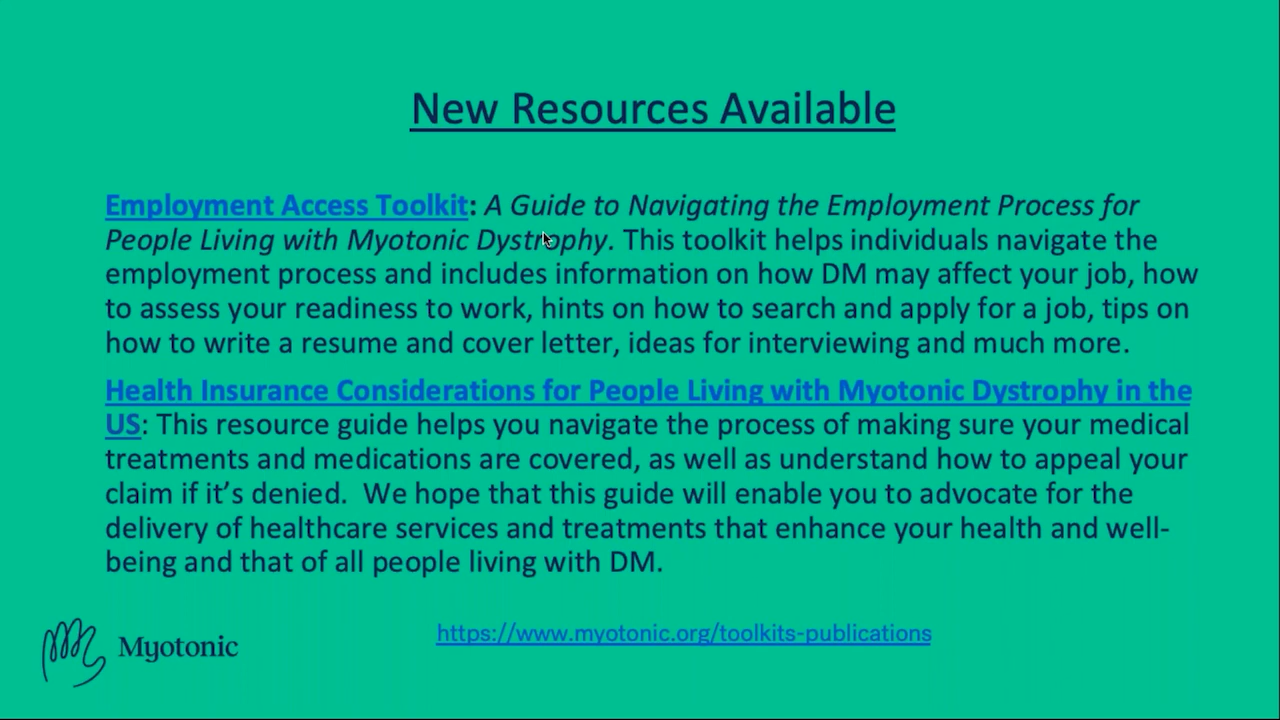 New Resources Available
Employment Access Toolkit: A Guide to Navigating the Employment Process for
People Living with Myotonic Dystrophy. This toolkit helps individuals navigate the
employment process and includes information on how DM may affect your job, how
to assess your readiness to work, hints on how to search and apply for a job, tips on
how to write a resume and cover letter, ideas for interviewing and much more.
Health Insurance Considerations for People Living with Myotonic Dystrophy in the
US: This resource guide helps you navigate the process of making sure your medical
treatments and medications are covered, as well as understand how to appeal your
claim if it’s denied.  We hope that this guide will enable you to advocate for the
delivery of healthcare services and treatments that enhance your health and well-
being and that of all people living with DM.
https://www.myotonic.org/toolkits-publications
Myotonic